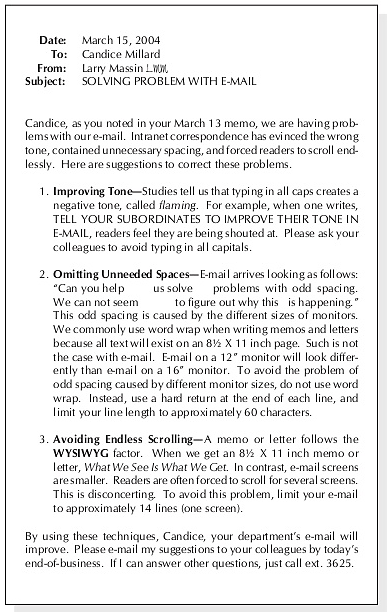 Date: March 15, 2004
To: Candice Millard
From: Larry Massin L.M.
Subject: SOLVING PROBLEM WITH E-MAIL
Candice, as you noted in your March 13 memo, we are having prob-
lems with our e-mail. Intranet correspondence has evinced the wrong
tone, contained unnecessary spacing, and forced readers to scroll end-
lessly. Here are suggestions to correct these problems.
1. Improving Tone—Studies tell us that typing in all caps creates a
negative tone, called flaming. For example, when one writes,
TELL YOUR SUBORDINATES TO IMPROVE THEIR TONE IN
E-MAIL, readers feel they are being shouted at. Please ask your
colleagues to avoid typing in all capitals.
2. Omitting Unneeded Spaces—E-mail arrives looking as follows:
“Can you help us solve problems with odd spacing.
We can not seem to figure out why this is happening.”
This odd spacing is caused by the different sizes of monitors.
We commonly use word wrap when writing memos and letters
because all text will exist on an 8½ X 11 inch page. Such is not
the case with e-mail. E-mail on a 12” monitor will look differ-
ently than e-mail on a 16” monitor. To avoid the problem of
odd spacing caused by different monitor sizes, do not use word
wrap. Instead, use a hard return at the end of each line, and
limit your line length to approximately 60 characters.
3. Avoiding Endless Scrolling—A memo or letter follows the
WYSIWYG factor. When we get an 8½ X 11 inch memo or
letter, What We See Is What We Get. In contrast, e-mail screens
are smaller. Readers are often forced to scroll for several screens.
This is disconcerting. To avoid this problem, limit your e-mail
to approximately 14 lines (one screen).
By using these techniques, Candice, your department’s e-mail will
improve. Please e-mail my suggestions to your colleagues by today’s
end-of-business. If I can answer other questions, just call ext. 3625.